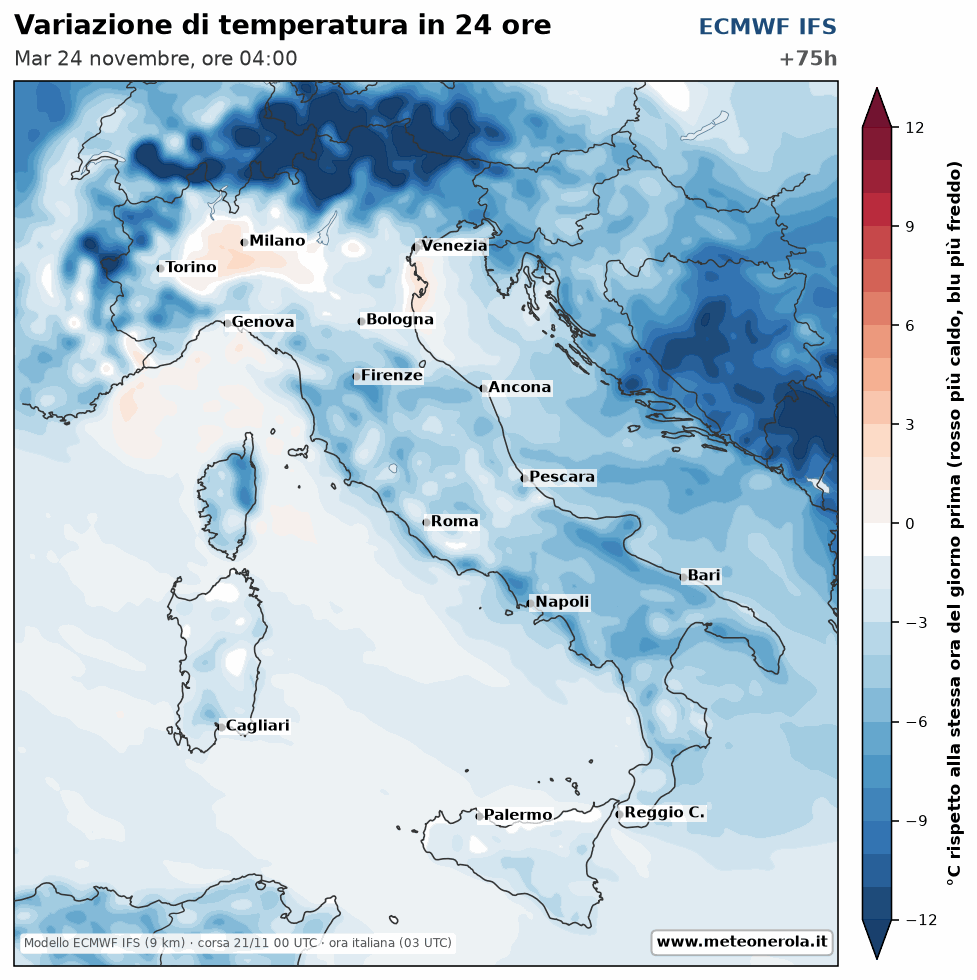 Variazione di temperatura in 24 ore
ECMWF IFS
Mar 24 novembre, ore 04:00
+75h
Milano
Venezia
Torino
Genova
Bologna
Firenze
Ancona
Pescara
Roma
Bari
Napoli
Cagliari
Palermo
Reggio C.
12
9
6
3
0
−3
−6
−9
−12
°C rispetto alla stessa ora del giorno prima (rosso più caldo, blu più freddo)
Modello ECMWF IFS (9 km) · corsa 21/11 00 UTC · ora italiana (03 UTC)
www.meteonerola.it